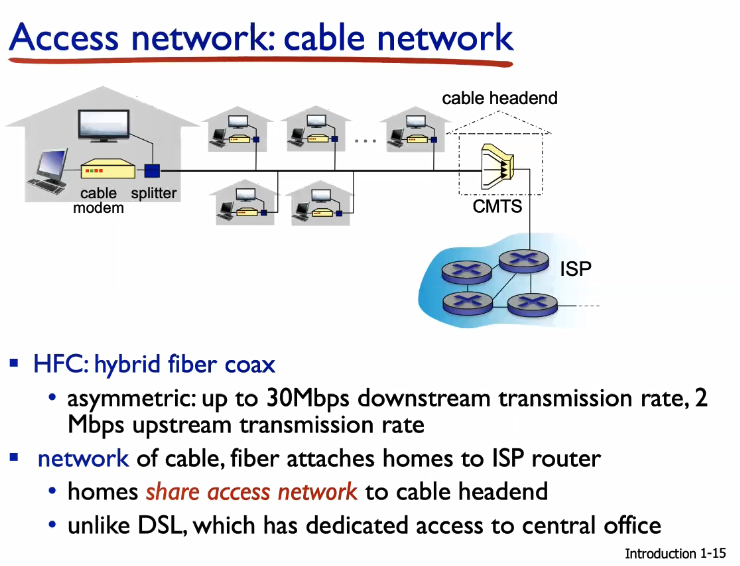 Access network: cable network
cable headend
cable
modem
splitter
...
CMTS
ISP
▪ HFC: hybrid fiber coax
• asymmetric: up to 30Mbps downstream transmission rate, 2
Mbps upstream transmission rate
▪ network of cable, fiber attaches homes to ISP router
• homes share access network to cable headend
• unlike DSL, which has dedicated access to central office
Introduction 1-15